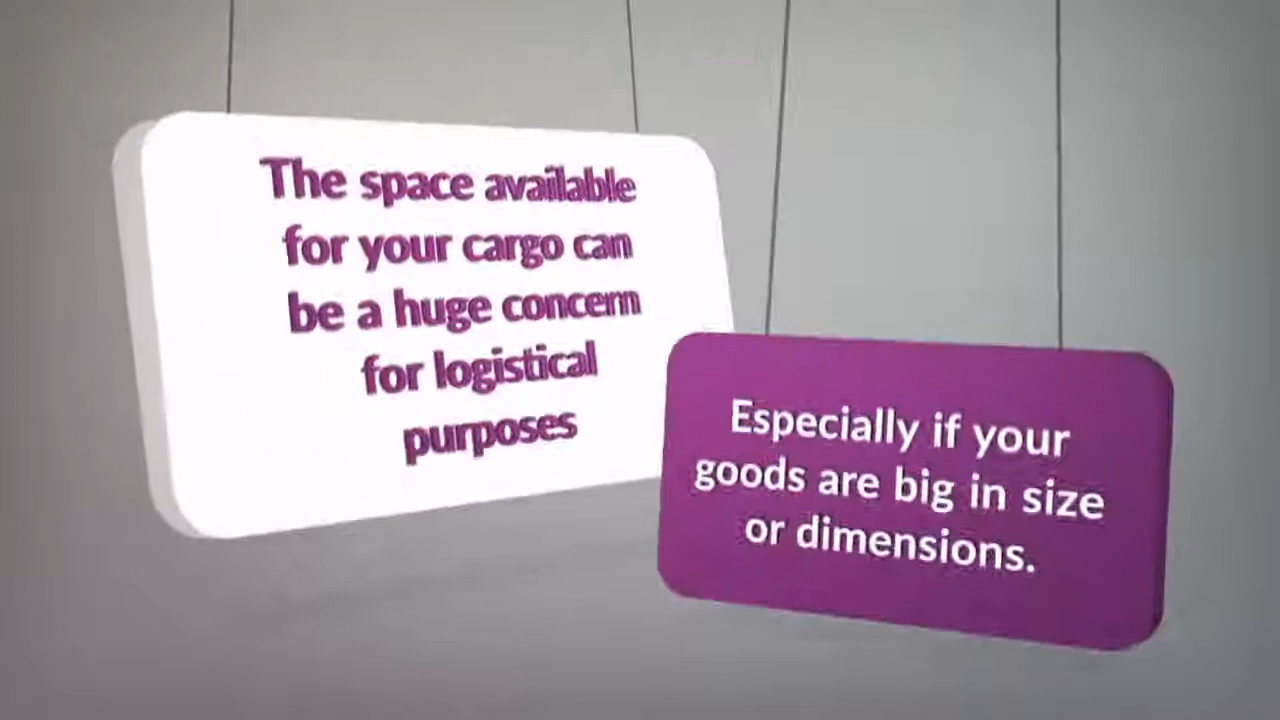 The space available
for your cargo can
be a huge concern
for logistical
purposes
Especially if your
goods are big in size
or dimensions.